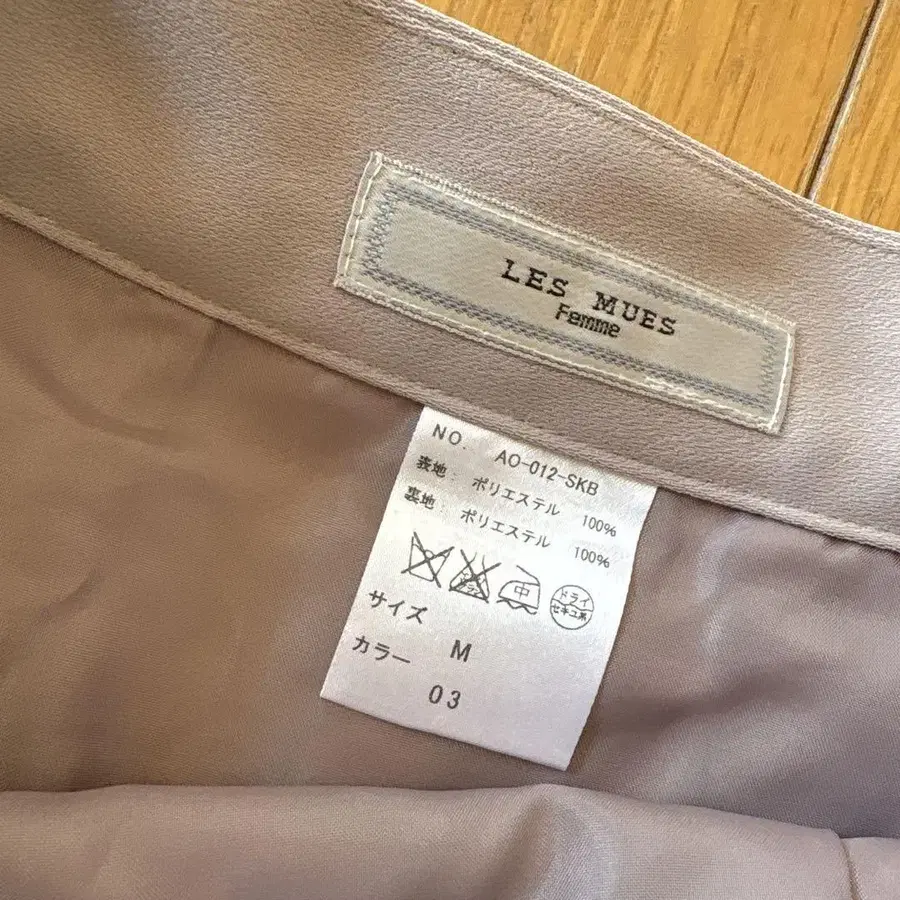 LES MUES
Femme
NO. AO-012-SKB
表地: ポリエステル 100%
裏地: ポリエステル 100%
中
ドライ
セキユ系
サイズ M
カラー 03